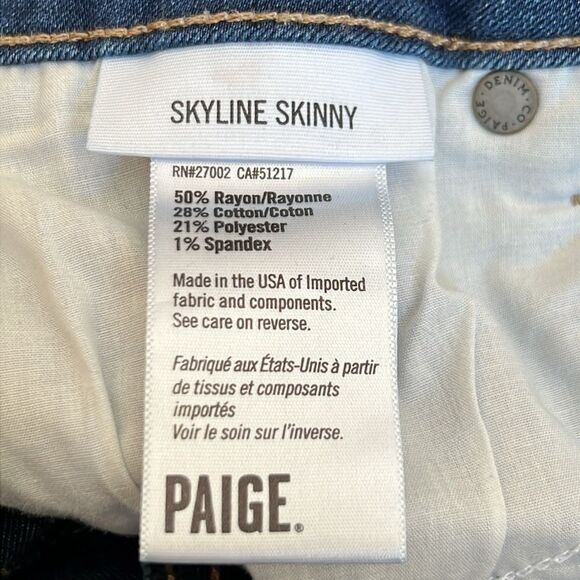 SKYLINE SKINNY
RN#27002 CA#51217
50% Rayon/Rayonne
28% Cotton/Coton
21% Polyester
1% Spandex
Made in the USA of Imported
fabric and components.
See care on reverse.
Fabriqué aux États-Unis à partir
de tissus et composants
importés
Voir le soin sur l'inverse.
PAIGE®
PAIGE · DENIM · CO ·